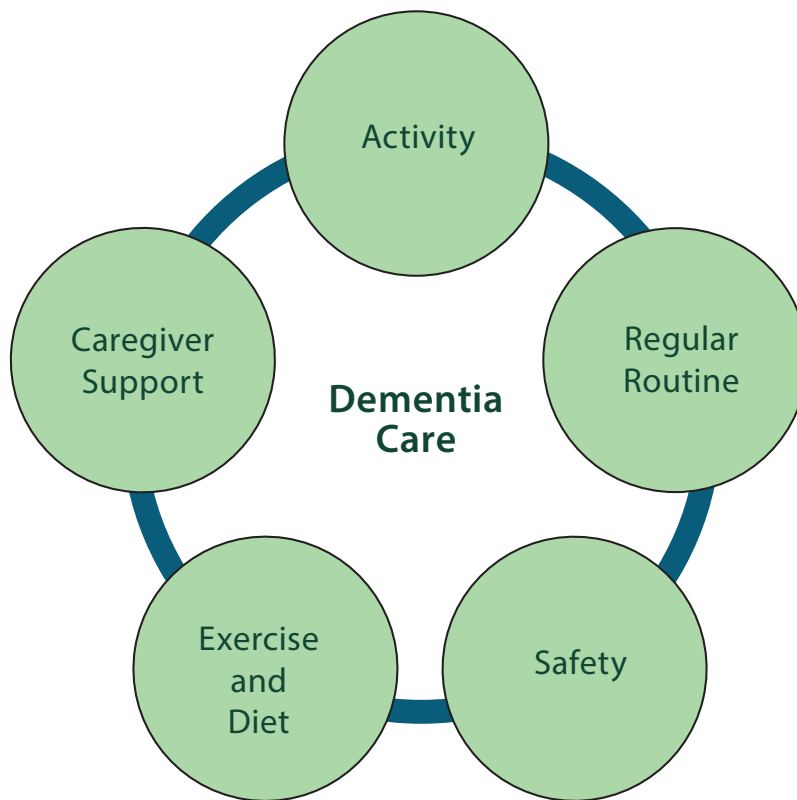 Activity
Caregiver
Support
Regular
Routine
Dementia
Care
Exercise
and
Diet
Safety